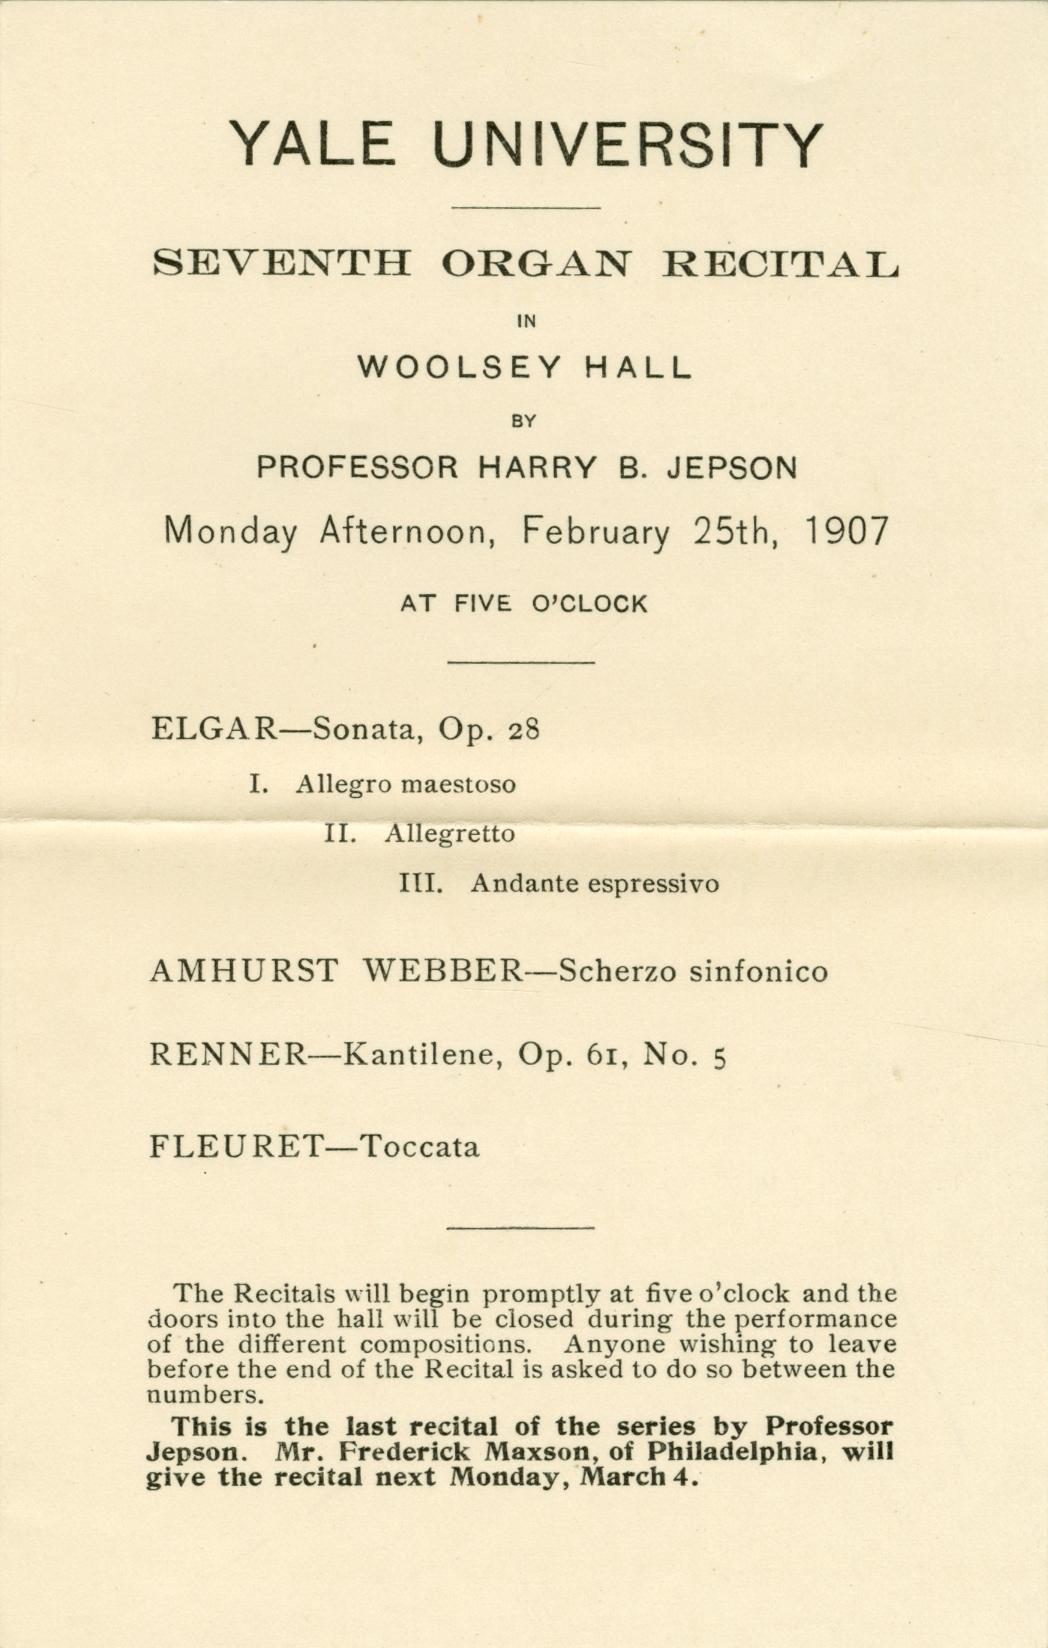 YALE UNIVERSITY
SEVENTH ORGAN RECITAL
IN
WOOLSEY HALL
BY
PROFESSOR HARRY B. JEPSON
Monday Afternoon, February 25th, 1907
AT FIVE O'CLOCK
ELGAR—Sonata, Op. 28
I. Allegro maestoso
II. Allegretto
III. Andante espressivo
AMHURST WEBBER—Scherzo sinfonico
RENNER—Kantilene, Op. 61, No. 5
FLEURET—Toccata
The Recitals will begin promptly at five o'clock and the
doors into the hall will be closed during the performance
of the different compositions. Anyone wishing to leave
before the end of the Recital is asked to do so between the
numbers.
This is the last recital of the series by Professor
Jepson. Mr. Frederick Maxson, of Philadelphia, will
give the recital next Monday, March 4.